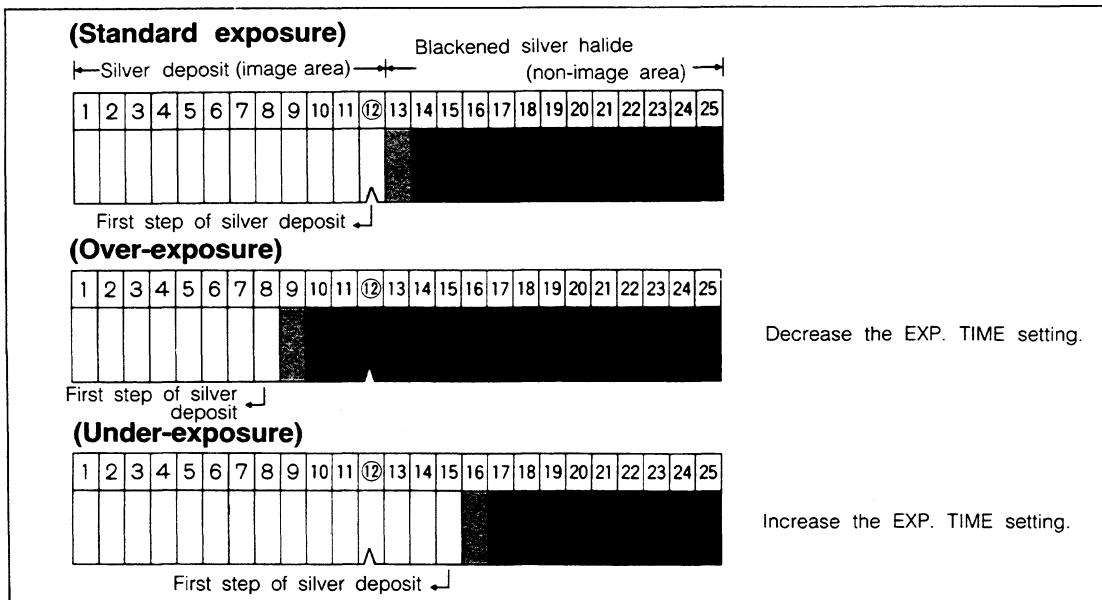 (Standard exposure)
Blackened silver halide
Silver deposit (image area)
(non-image area)
1 2 3 4 5 6 7 8 9 10 11 ⑫ 13 14 15 16 17 18 19 20 21 22 23 24 25
First step of silver deposit
(Over-exposure)
1 2 3 4 5 6 7 8 9 10 11 ⑫ 13 14 15 16 17 18 19 20 21 22 23 24 25
Decrease the EXP. TIME setting.
First step of silver
deposit
(Under-exposure)
1 2 3 4 5 6 7 8 9 10 11 ⑫ 13 14 15 16 17 18 19 20 21 22 23 24 25
Increase the EXP. TIME setting.
First step of silver deposit